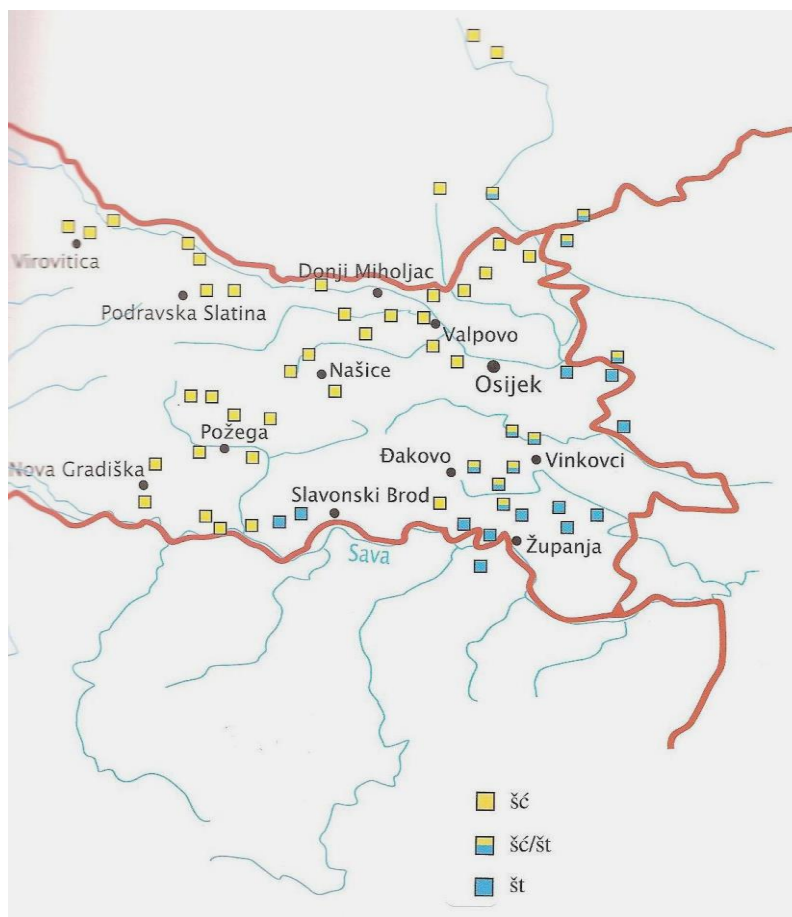 Virovitica
Donji Miholjac
Podravska Slatina
Valpovo
Našice
Osijek
Požega
Nova Gradiška
Đakovo
Vinkovci
Slavonski Brod
Sava
Županja
šć
šć/št
št